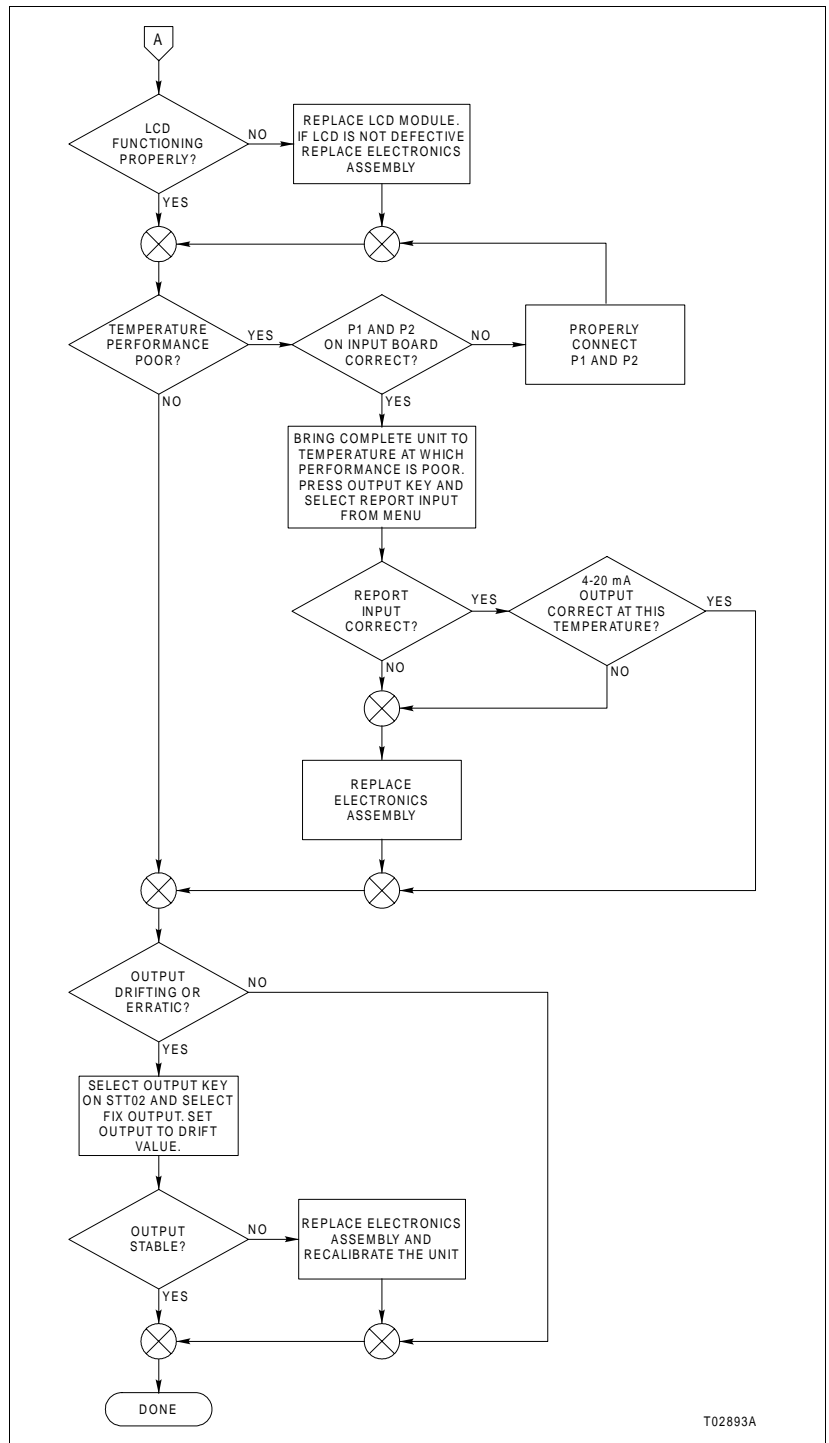 A
LCD
FUNCTIONING
PROPERLY?
NO
REPLACE LCD MODULE.
IF LCD IS NOT DEFECTIVE
REPLACE ELECTRONICS
ASSEMBLY
YES
TEMPERATURE
PERFORMANCE
POOR?
YES
P1 AND P2
ON INPUT BOARD
CORRECT?
NO
PROPERLY
CONNECT
P1 AND P2
NO
YES
BRING COMPLETE UNIT TO
TEMPERATURE AT WHICH
PERFORMANCE IS POOR.
PRESS OUTPUT KEY AND
SELECT REPORT INPUT
FROM MENU
REPORT
INPUT
CORRECT?
YES
4-20 mA
OUTPUT
CORRECT AT THIS
TEMPERATURE?
YES
NO
NO
REPLACE
ELECTRONICS
ASSEMBLY
OUTPUT
DRIFTING OR
ERRATIC?
NO
YES
SELECT OUTPUT KEY
ON STT02 AND SELECT
FIX OUTPUT. SET
OUTPUT TO DRIFT
VALUE.
OUTPUT
STABLE?
NO
REPLACE ELECTRONICS
ASSEMBLY AND
RECALIBRATE THE UNIT
YES
DONE
T02893A